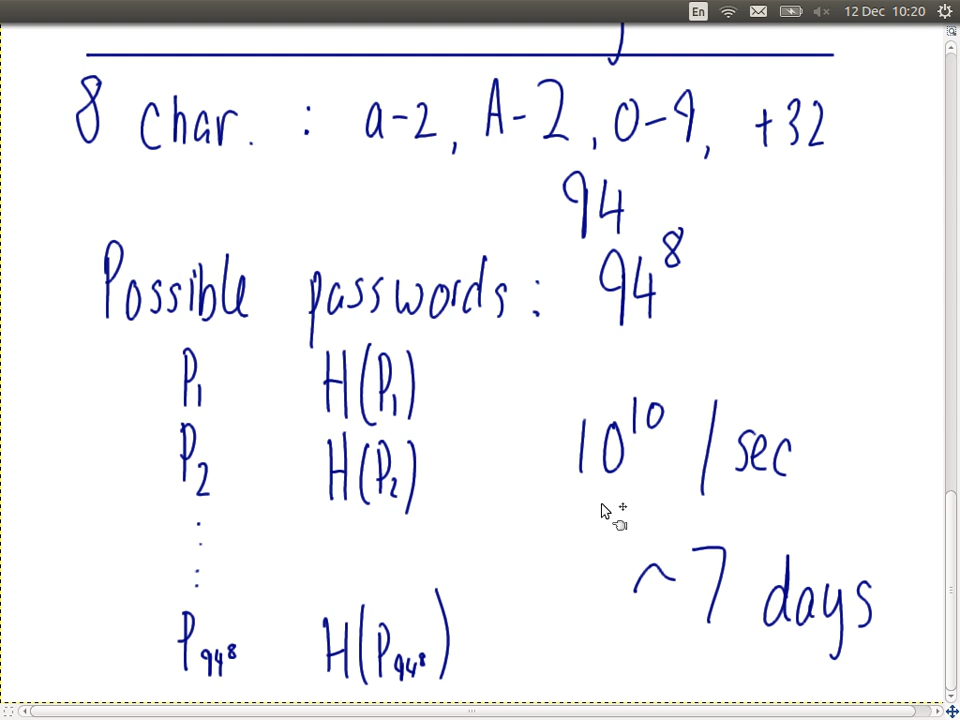 En 12 Dec 10:20
8 char. : a-z, A-Z, 0-9, +32
94
Possible passwords: 94⁸
P₁ H(P₁)
P₂ H(P₂)
10¹⁰ / sec
⋮
~7 days
P₉₄⁸ H(P₉₄⁸)